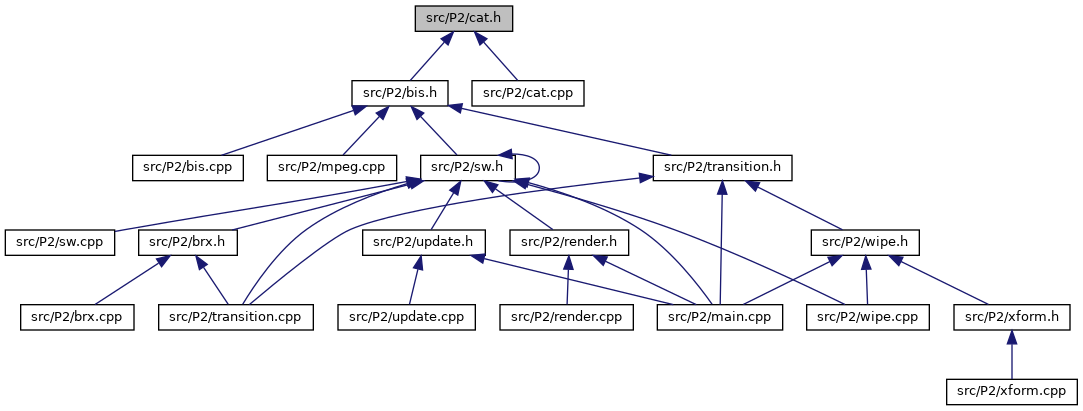 src/P2/cat.h
src/P2/bis.h
src/P2/cat.cpp
src/P2/bis.cpp
src/P2/mpeg.cpp
src/P2/sw.h
src/P2/transition.h
src/P2/sw.cpp
src/P2/brx.h
src/P2/update.h
src/P2/render.h
src/P2/wipe.h
src/P2/brx.cpp
src/P2/transition.cpp
src/P2/update.cpp
src/P2/render.cpp
src/P2/main.cpp
src/P2/wipe.cpp
src/P2/xform.h
src/P2/xform.cpp